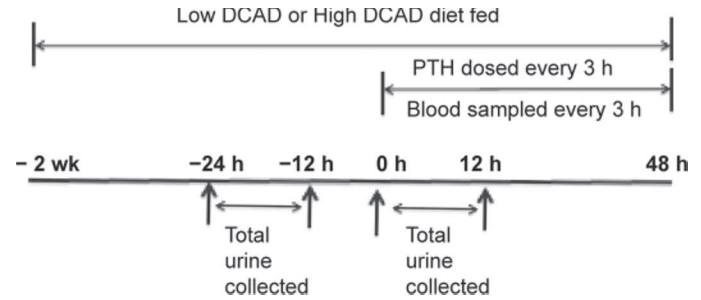 Low DCAD or High DCAD diet fed
PTH dosed every 3 h
Blood sampled every 3 h
– 2 wk −24 h −12 h 0 h 12 h 48 h
Total Total
urine urine
collected collected